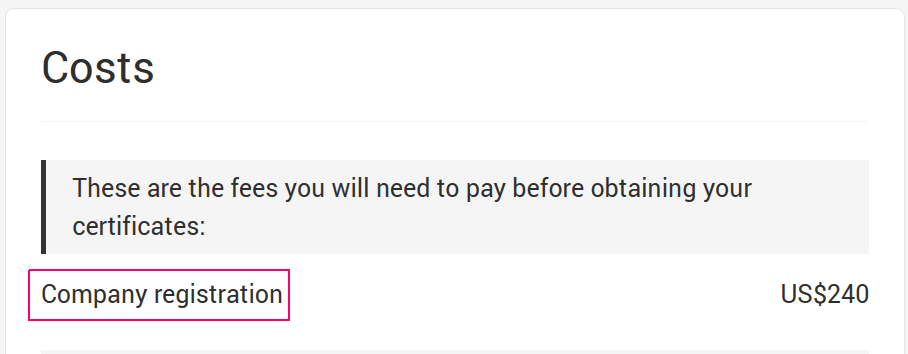 Costs
These are the fees you will need to pay before obtaining your
certificates:
Company registration US$240